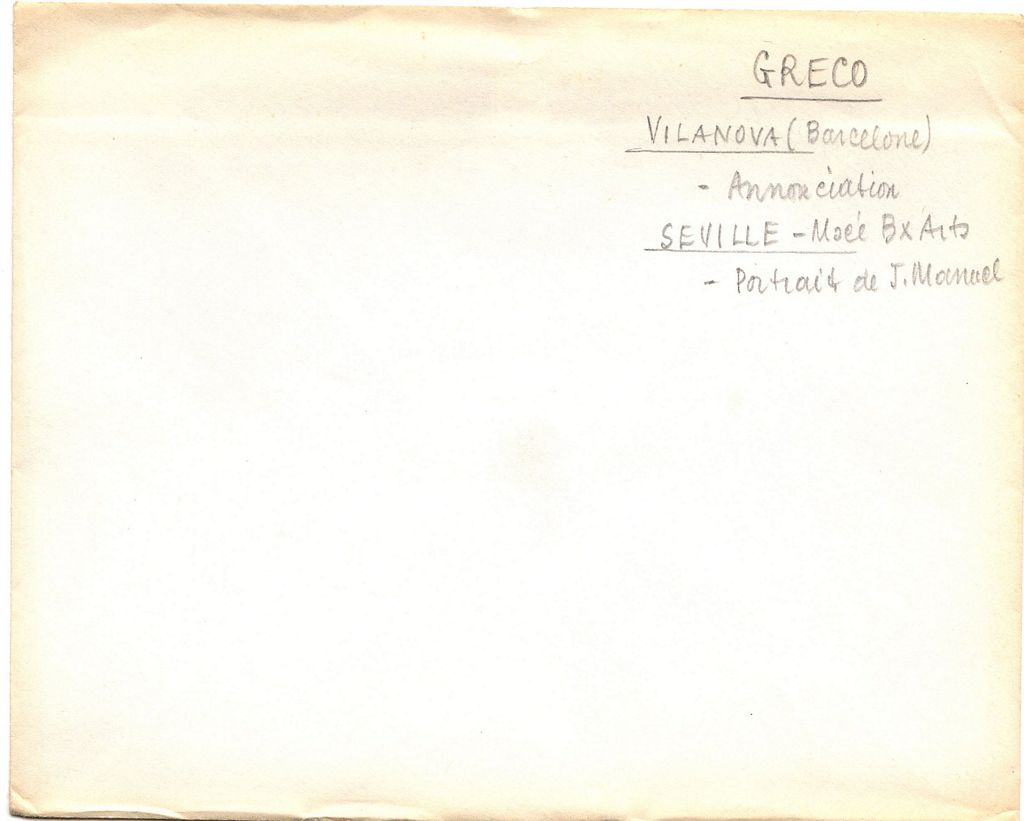 GRECO
VILANOVA (Barcelone)
- Annonciation
SEVILLE - Musée Bx Arts
- Portrait de J. Manuel